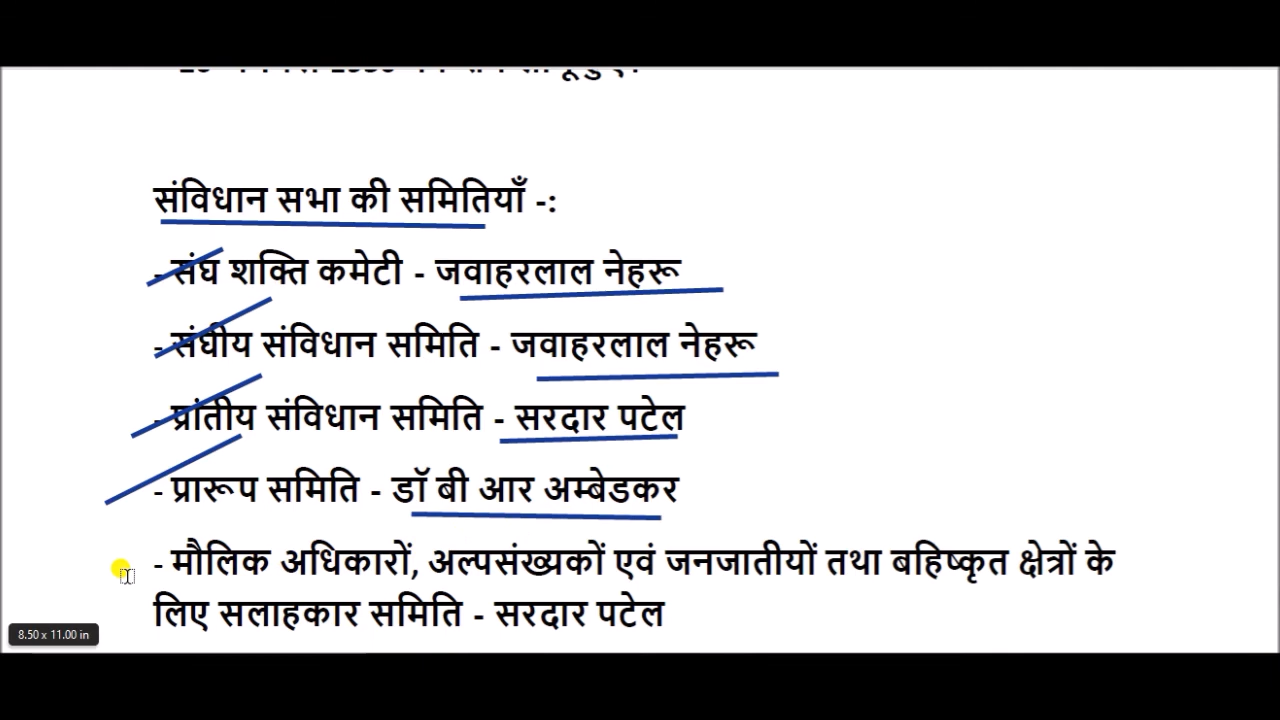 संविधान सभा की समितियाँ -:
- संघ शक्ति कमेटी - जवाहरलाल नेहरू
- संघीय संविधान समिति - जवाहरलाल नेहरू
- प्रांतीय संविधान समिति - सरदार पटेल
- प्रारूप समिति - डॉ बी आर अम्बेडकर
- मौलिक अधिकारों, अल्पसंख्यकों एवं जनजातीयों तथा बहिष्कृत क्षेत्रों के
लिए सलाहकार समिति - सरदार पटेल
8.50 x 11.00 in